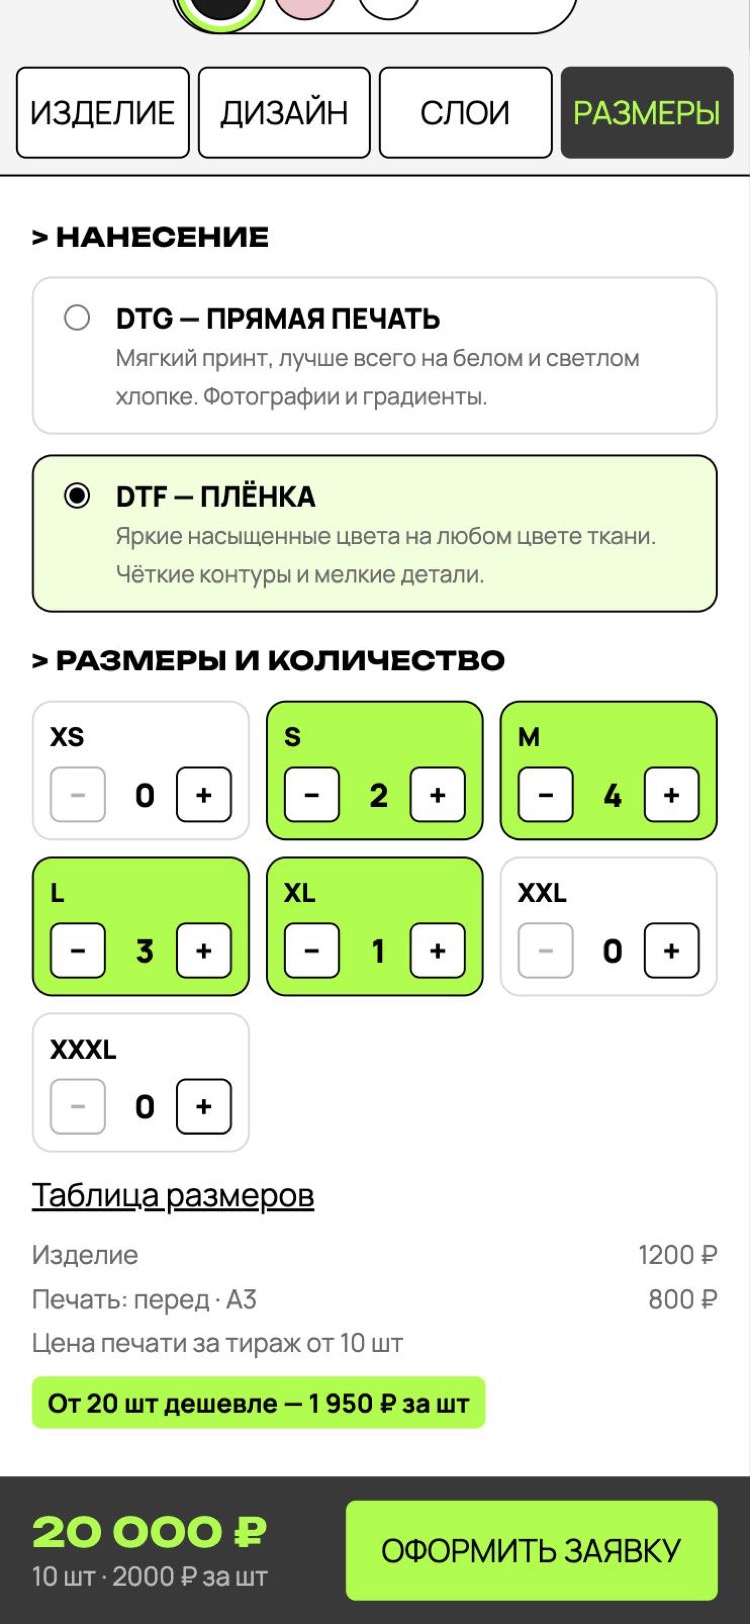 ИЗДЕЛИЕ ДИЗАЙН СЛОИ РАЗМЕРЫ
> НАНЕСЕНИЕ
DTG — ПРЯМАЯ ПЕЧАТЬ
Мягкий принт, лучше всего на белом и светлом
хлопке. Фотографии и градиенты.
DTF — ПЛЁНКА
Яркие насыщенные цвета на любом цвете ткани.
Чёткие контуры и мелкие детали.
> РАЗМЕРЫ И КОЛИЧЕСТВО
XS S M
− 0 + − 2 + − 4 +
L XL XXL
− 3 + − 1 + − 0 +
XXXL
− 0 +
Таблица размеров
Изделие 1200 ₽
Печать: перед · A3 800 ₽
Цена печати за тираж от 10 шт
От 20 шт дешевле — 1 950 ₽ за шт
20 000 ₽
10 шт · 2000 ₽ за шт
ОФОРМИТЬ ЗАЯВКУ